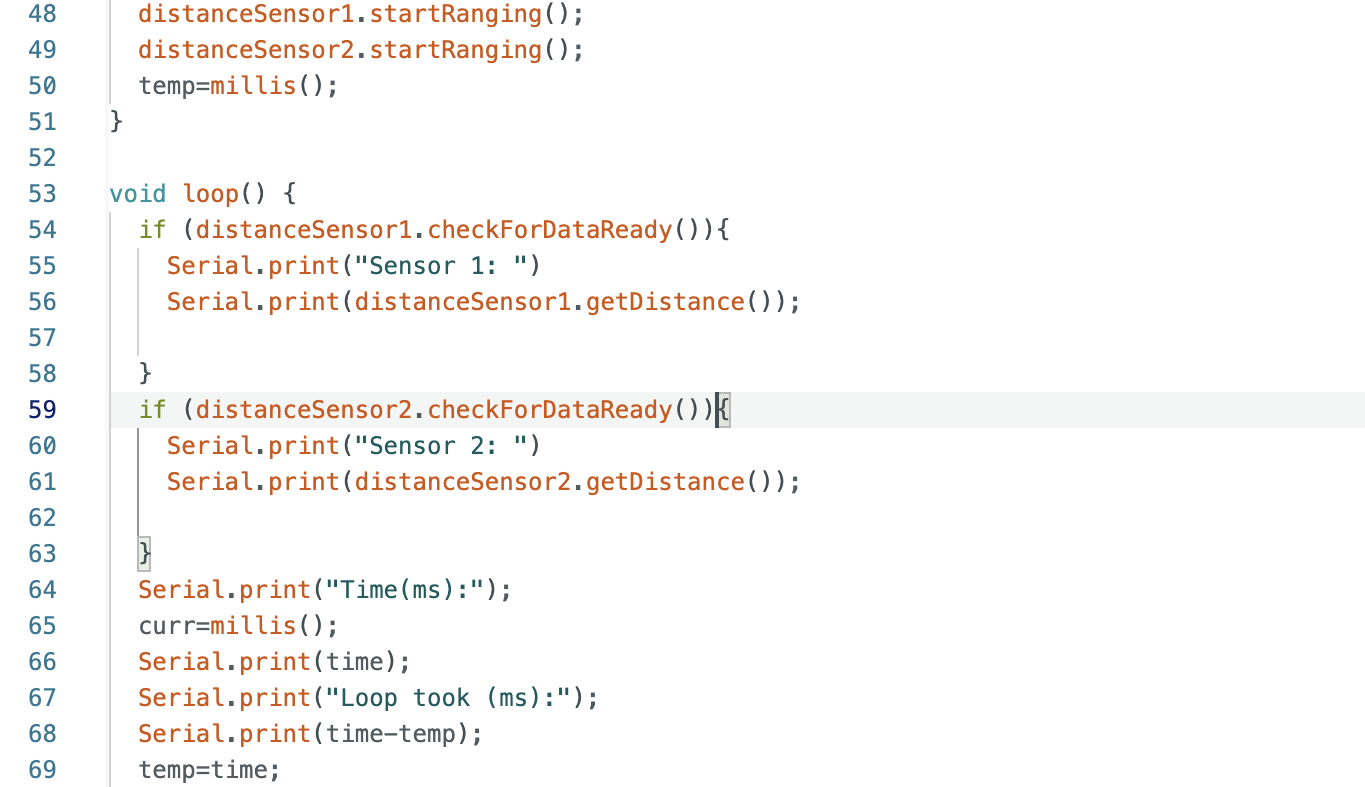 48 distanceSensor1.startRanging();
49 distanceSensor2.startRanging();
50 temp=millis();
51 }
52
53 void loop() {
54 if (distanceSensor1.checkForDataReady()){
55 Serial.print("Sensor 1: ")
56 Serial.print(distanceSensor1.getDistance());
57
58 }
59 if (distanceSensor2.checkForDataReady()){
60 Serial.print("Sensor 2: ")
61 Serial.print(distanceSensor2.getDistance());
62
63 }
64 Serial.print("Time(ms):");
65 curr=millis();
66 Serial.print(time);
67 Serial.print("Loop took (ms):");
68 Serial.print(time-temp);
69 temp=time;